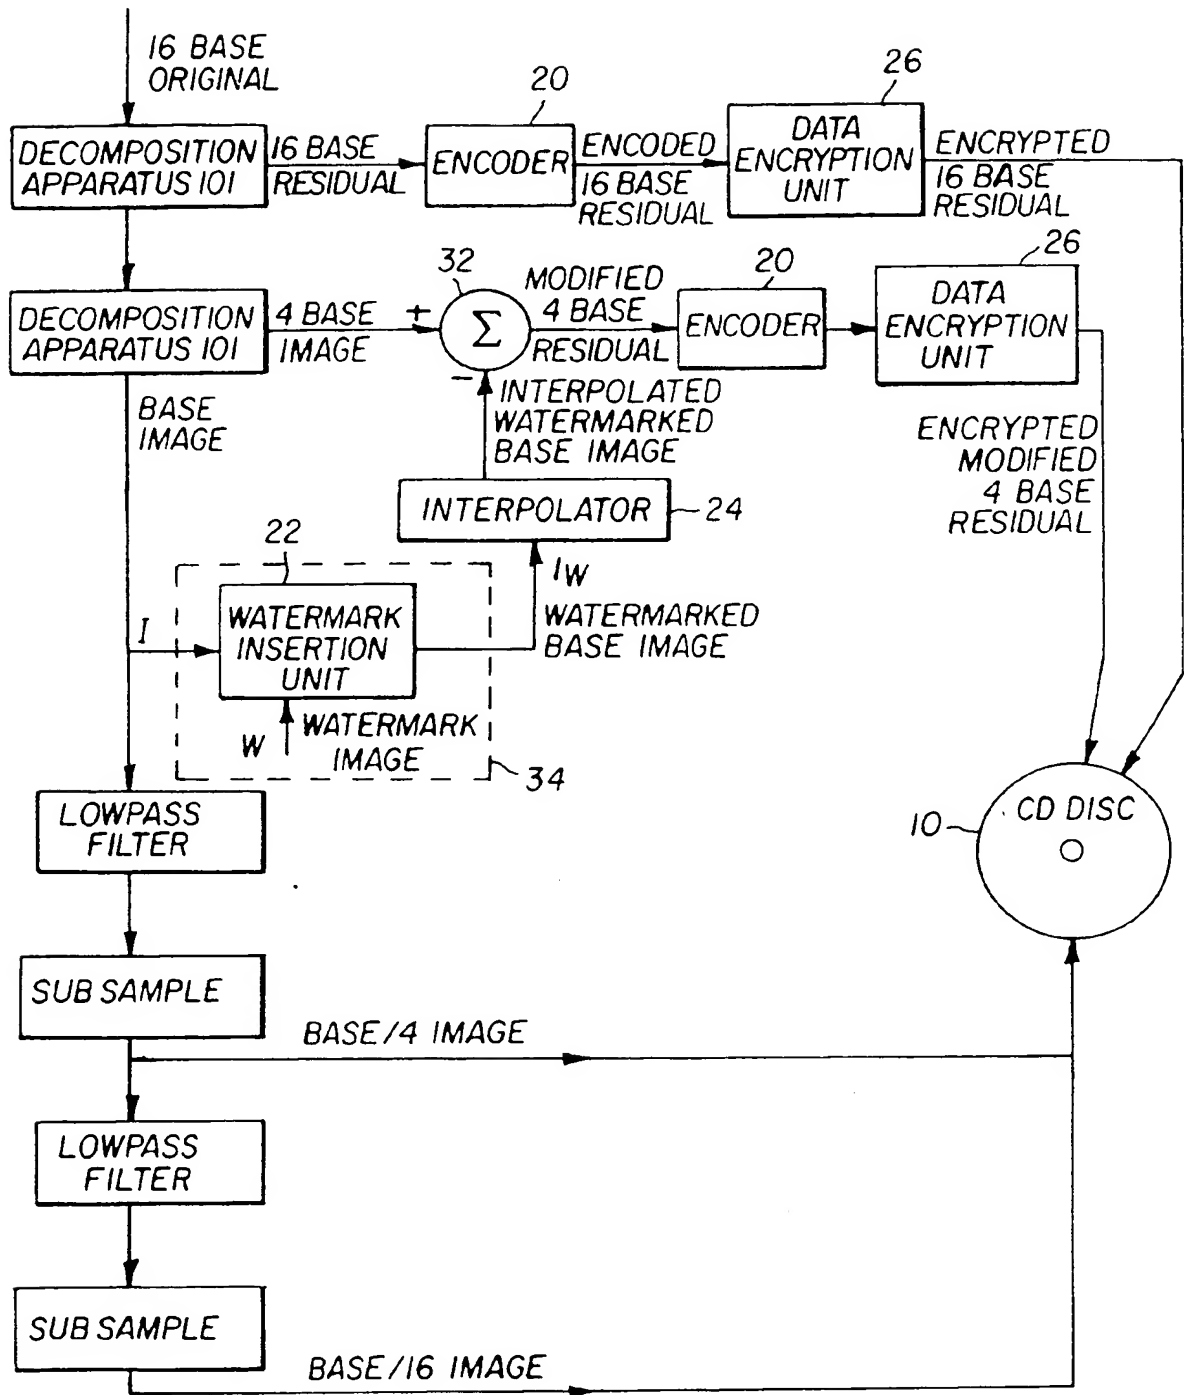 16 BASE
ORIGINAL
DECOMPOSITION
APPARATUS 101
16 BASE
RESIDUAL
20
ENCODER
ENCODED
16 BASE
RESIDUAL
26
DATA
ENCRYPTION
UNIT
ENCRYPTED
16 BASE
RESIDUAL
DECOMPOSITION
APPARATUS 101
4 BASE
IMAGE
+
32
Σ
−
MODIFIED
4 BASE
RESIDUAL
20
ENCODER
26
DATA
ENCRYPTION
UNIT
BASE
IMAGE
INTERPOLATED
WATERMARKED
BASE IMAGE
ENCRYPTED
MODIFIED
4 BASE
RESIDUAL
INTERPOLATOR
24
22
I
WATERMARK
INSERTION
UNIT
IW
WATERMARKED
BASE IMAGE
W
WATERMARK
IMAGE
34
LOWPASS
FILTER
10
CD DISC
SUB SAMPLE
BASE/4 IMAGE
LOWPASS
FILTER
SUB SAMPLE
BASE/16 IMAGE